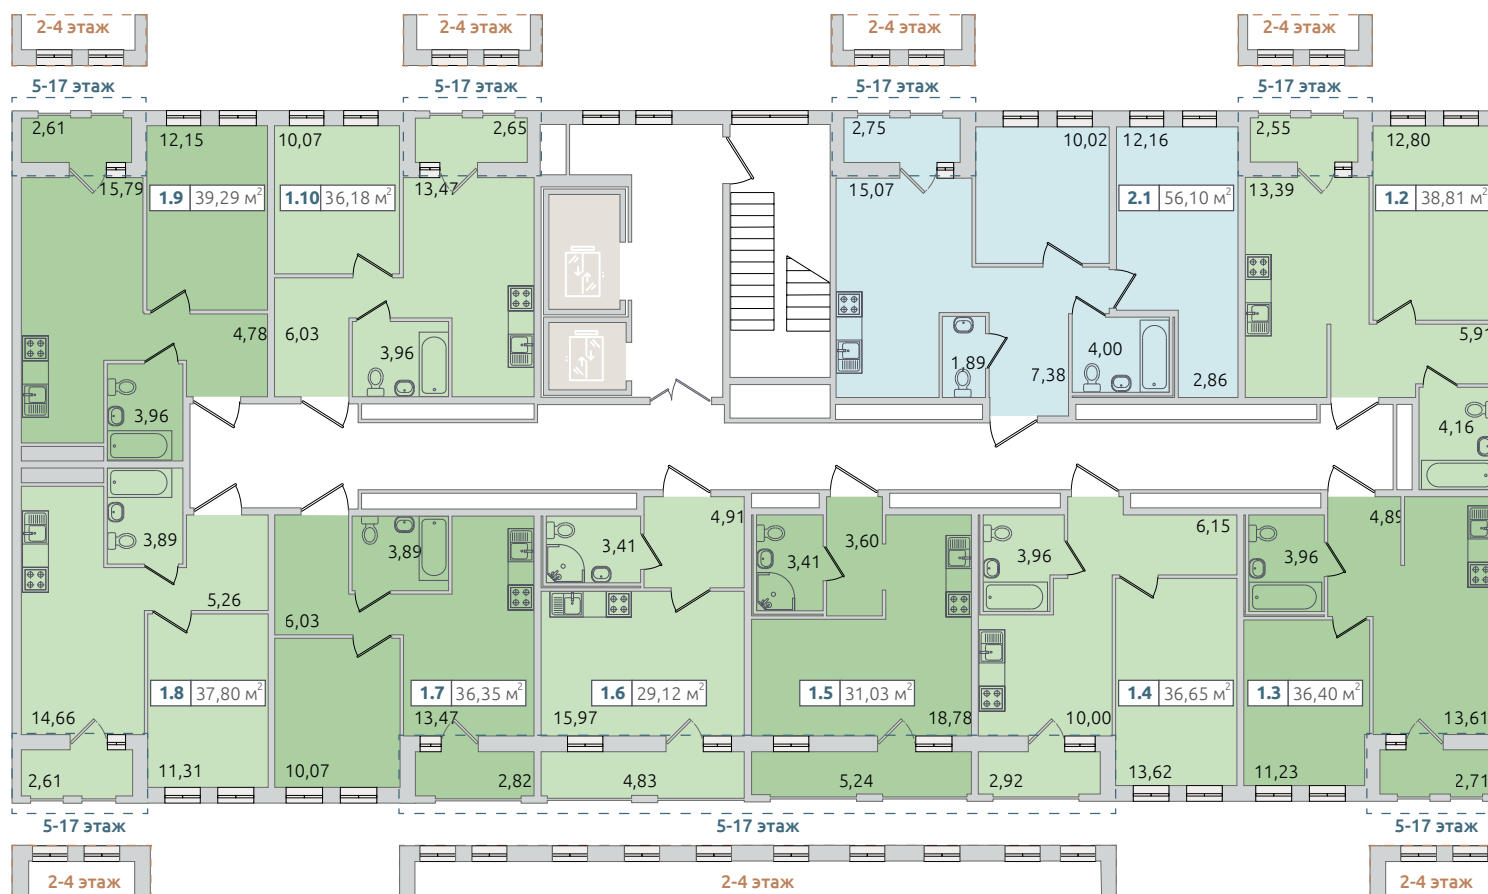 2-4 этаж
2-4 этаж
2-4 этаж
2-4 этаж
5-17 этаж
5-17 этаж
5-17 этаж
5-17 этаж
2,61
12,15
10,07
2,65
2,75
10,02
12,16
2,55
12,80
15,79
13,47
15,07
13,39
1.9 39,29 м²
1.10 36,18 м²
2.1 56,10 м²
1.2 38,81 м²
4,78
6,03
3,96
1,89
4,00
7,38
2,86
5,91
3,96
4,16
3,89
3,89
4,91
3,41
3,41
3,60
3,96
6,15
3,96
4,89
5,26
6,03
1.8 37,80 м²
1.7 36,35 м²
1.6 29,12 м²
1.5 31,03 м²
1.4 36,65 м²
1.3 36,40 м²
14,66
13,47
15,97
18,78
10,00
13,61
2,61
11,31
10,07
2,82
4,83
5,24
2,92
13,62
11,23
2,71
5-17 этаж
5-17 этаж
5-17 этаж
2-4 этаж
2-4 этаж
2-4 этаж